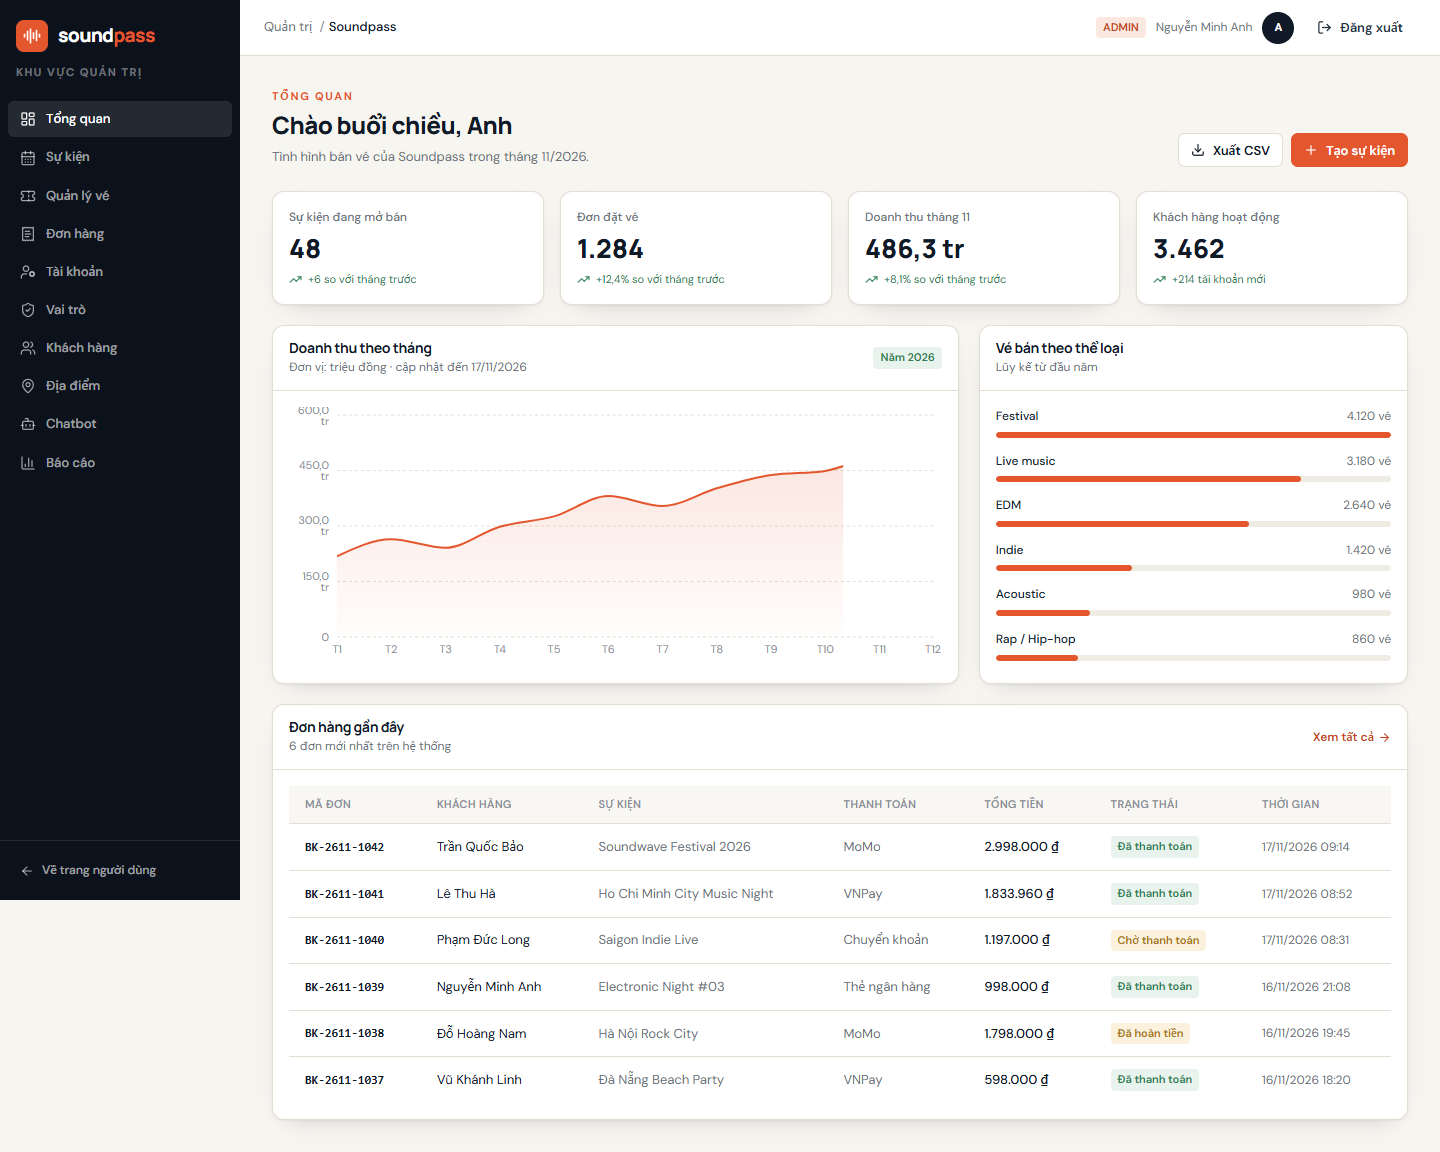 soundpass
KHU VỰC QUẢN TRỊ
Tổng quan
Sự kiện
Quản lý vé
Đơn hàng
Tài khoản
Vai trò
Khách hàng
Địa điểm
Chatbot
Báo cáo
Về trang người dùng
Quản trị / Soundpass
ADMIN Nguyễn Minh Anh A Đăng xuất
TỔNG QUAN
Chào buổi chiều, Anh
Tình hình bán vé của Soundpass trong tháng 11/2026.
Xuất CSV
Tạo sự kiện
Sự kiện đang mở bán
48
+6 so với tháng trước
Đơn đặt vé
1.284
+12,4% so với tháng trước
Doanh thu tháng 11
486,3 tr
+8,1% so với tháng trước
Khách hàng hoạt động
3.462
+214 tài khoản mới
Doanh thu theo tháng
Đơn vị: triệu đồng · cập nhật đến 17/11/2026
Năm 2026
600,0
tr
450,0
tr
300,0
tr
150,0
tr
0
T1 T2 T3 T4 T5 T6 T7 T8 T9 T10 T11 T12
Vé bán theo thể loại
Lũy kế từ đầu năm
Festival 4.120 vé
Live music 3.180 vé
EDM 2.640 vé
Indie 1.420 vé
Acoustic 980 vé
Rap / Hip-hop 860 vé
Đơn hàng gần đây
6 đơn mới nhất trên hệ thống
Xem tất cả →
MÃ ĐƠN KHÁCH HÀNG SỰ KIỆN THANH TOÁN TỔNG TIỀN TRẠNG THÁI THỜI GIAN
BK-2611-1042 Trần Quốc Bảo Soundwave Festival 2026 MoMo 2.998.000 ₫ Đã thanh toán 17/11/2026 09:14
BK-2611-1041 Lê Thu Hà Ho Chi Minh City Music Night VNPay 1.833.960 ₫ Đã thanh toán 17/11/2026 08:52
BK-2611-1040 Phạm Đức Long Saigon Indie Live Chuyển khoản 1.197.000 ₫ Chờ thanh toán 17/11/2026 08:31
BK-2611-1039 Nguyễn Minh Anh Electronic Night #03 Thẻ ngân hàng 998.000 ₫ Đã thanh toán 16/11/2026 21:08
BK-2611-1038 Đỗ Hoàng Nam Hà Nội Rock City MoMo 1.798.000 ₫ Đã hoàn tiền 16/11/2026 19:45
BK-2611-1037 Vũ Khánh Linh Đà Nẵng Beach Party VNPay 598.000 ₫ Đã thanh toán 16/11/2026 18:20